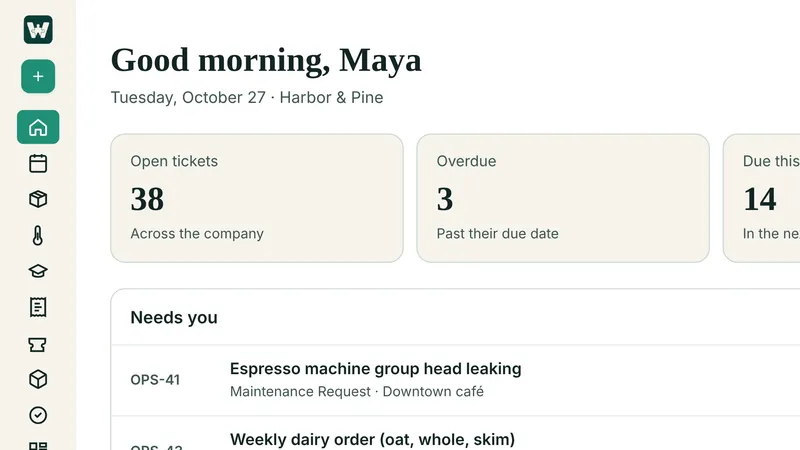 W
+
Good morning, Maya
Tuesday, October 27 · Harbor & Pine
Open tickets
38
Across the company
Overdue
3
Past their due date
Due this
14
In the
Needs you
OPS-41
Espresso machine group head leaking
Maintenance Request · Downtown café
Weekly dairy order (oat, whole, skim)